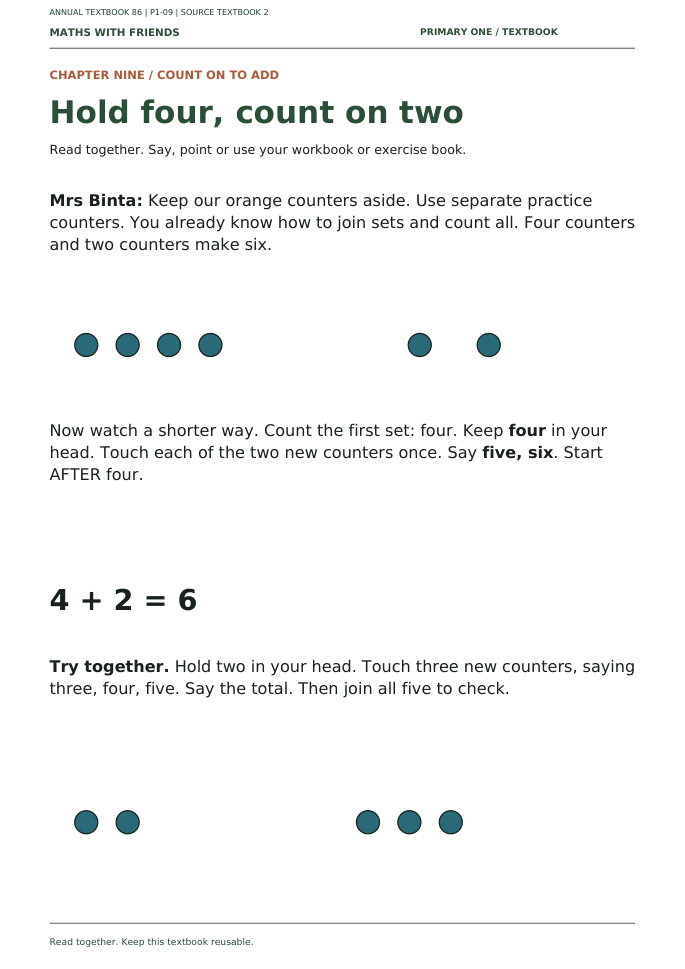 ANNUAL TEXTBOOK 86 | P1-09 | SOURCE TEXTBOOK 2
MATHS WITH FRIENDS
PRIMARY ONE / TEXTBOOK
CHAPTER NINE / COUNT ON TO ADD
Hold four, count on two
Read together. Say, point or use your workbook or exercise book.
Mrs Binta: Keep our orange counters aside. Use separate practice
counters. You already know how to join sets and count all. Four counters
and two counters make six.
Now watch a shorter way. Count the first set: four. Keep four in your
head. Touch each of the two new counters once. Say five, six. Start
AFTER four.
4 + 2 = 6
Try together. Hold two in your head. Touch three new counters, saying
three, four, five. Say the total. Then join all five to check.
Read together. Keep this textbook reusable.